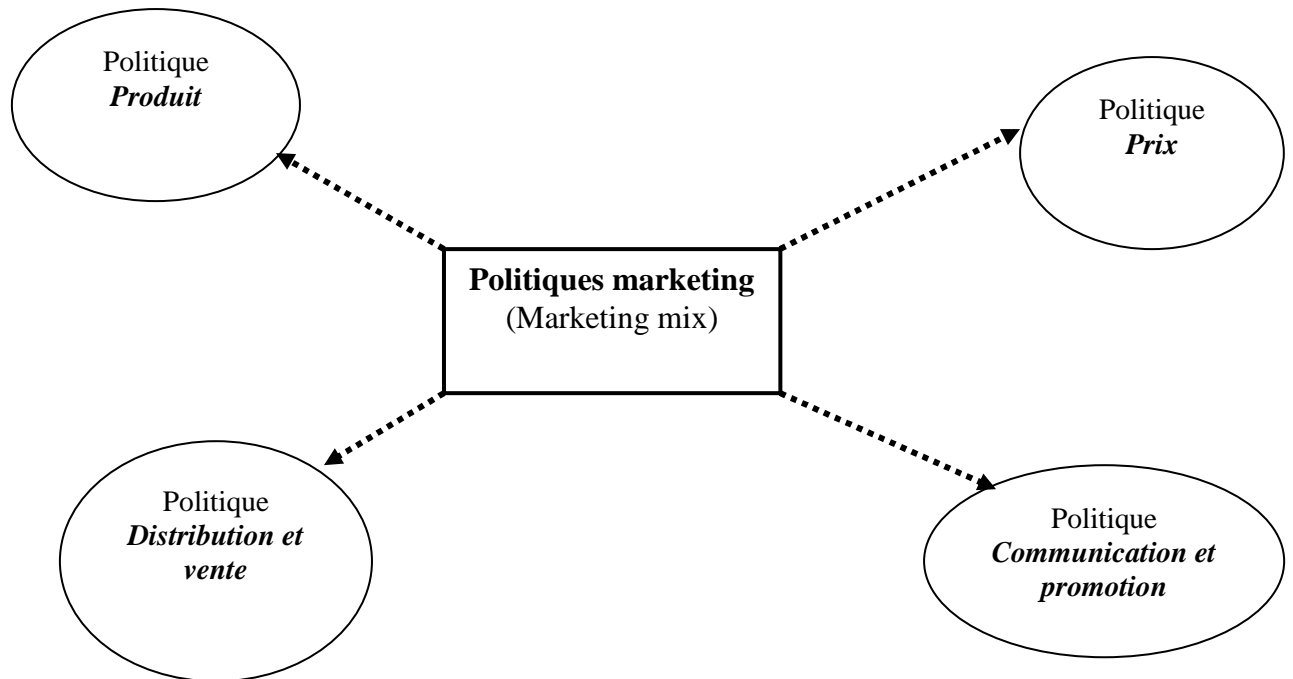 Politique
Produit
Politique
Prix
Politiques marketing
(Marketing mix)
Politique
Distribution et
vente
Politique
Communication et
promotion